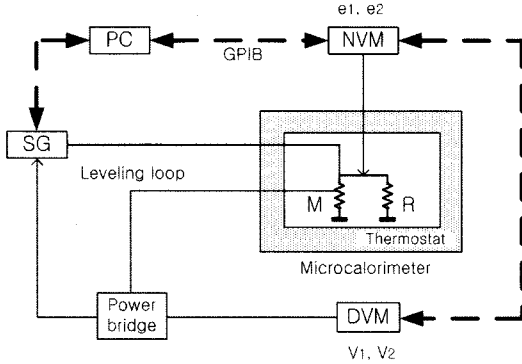 e1, e2
PC
NVM
GPIB
SG
Leveling loop
M
R
Thermostat
Microcalorimeter
Power
bridge
DVM
V1, V2